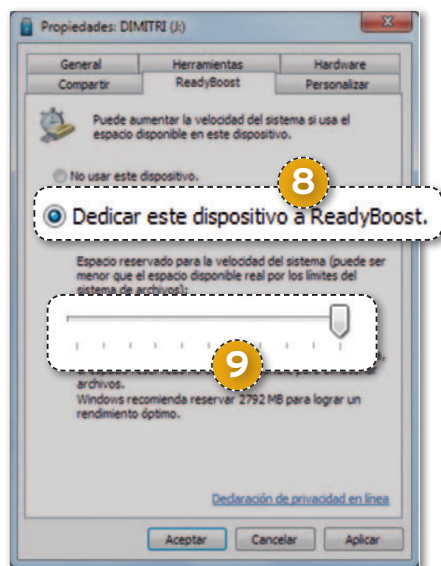 Propiedades: DIMITRI (J:)
General Herramientas Hardware
Compartir ReadyBoost Personalizar
Puede aumentar la velocidad del sistema si usa el
espacio disponible en este dispositivo.
No usar este dispositivo.
8
Dedicar este dispositivo a ReadyBoost.
Espacio reservado para la velocidad del sistema (puede ser
menor que el espacio disponible real por los límites del
sistema de archivos):
9
archivos.
Windows recomienda reservar 2792 MB para lograr un
rendimiento óptimo.
Declaración de privacidad en línea
Aceptar Cancelar Aplicar